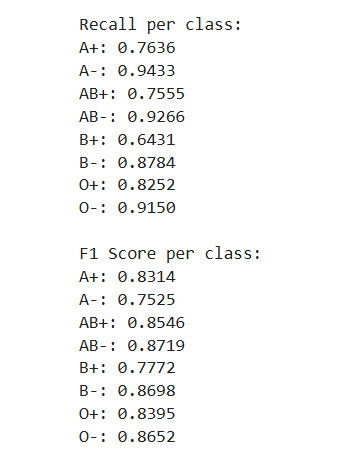 Recall per class:
A+: 0.7636
A-: 0.9433
AB+: 0.7555
AB-: 0.9266
B+: 0.6431
B-: 0.8784
O+: 0.8252
O-: 0.9150
F1 Score per class:
A+: 0.8314
A-: 0.7525
AB+: 0.8546
AB-: 0.8719
B+: 0.7772
B-: 0.8698
O+: 0.8395
O-: 0.8652